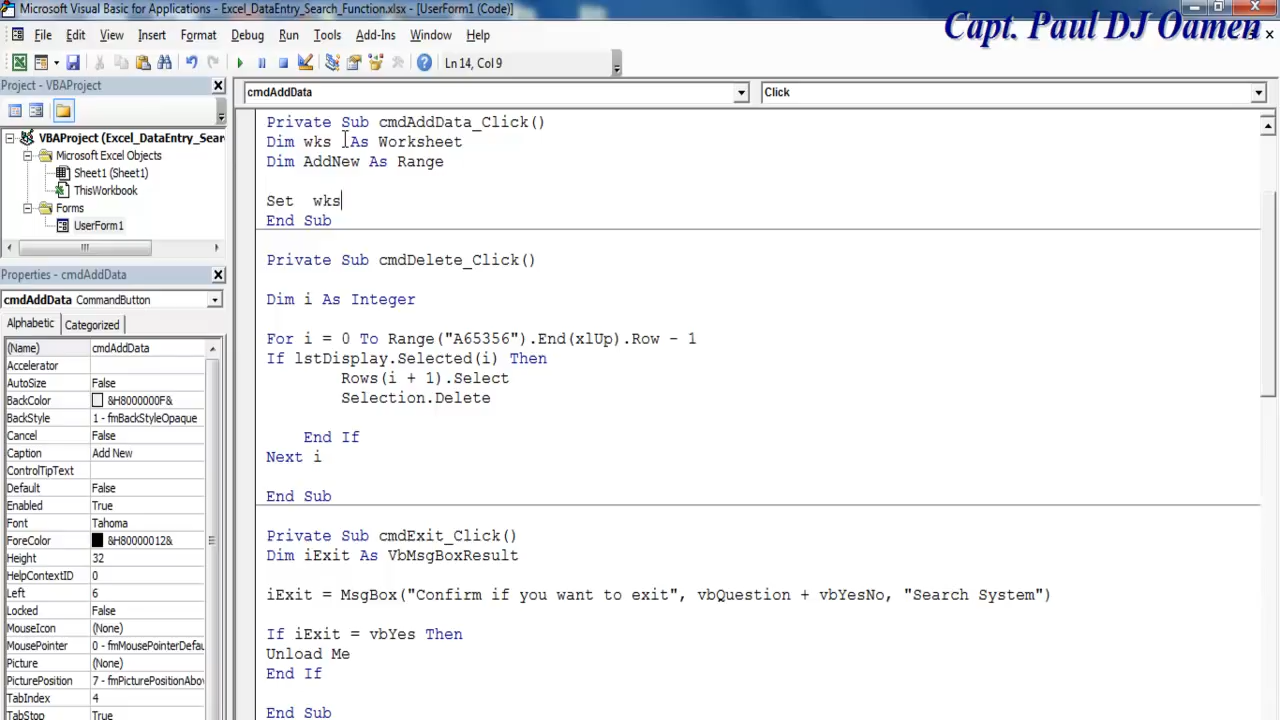 Microsoft Visual Basic for Applications - Excel_DataEntry_Search_Function.xlsx - [UserForm1 (Code)]
Capt. Paul DJ Oamen
File Edit View Insert Format Debug Run Tools Add-Ins Window Help
Ln 14, Col 9
Project - VBAProject
VBAProject (Excel_DataEntry_Sear
Microsoft Excel Objects
Sheet1 (Sheet1)
ThisWorkbook
Forms
UserForm1
Properties - cmdAddData
cmdAddData CommandButton
Alphabetic Categorized
(Name) cmdAddData
Accelerator
AutoSize False
BackColor &H8000000F&
BackStyle 1 - fmBackStyleOpaque
Cancel False
Caption Add New
ControlTipText
Default False
Enabled True
Font Tahoma
ForeColor &H80000012&
Height 32
HelpContextID 0
Left 6
Locked False
MouseIcon (None)
MousePointer 0 - fmMousePointerDefau
Picture (None)
PicturePosition 7 - fmPicturePositionAbov
TabIndex 4
TabStop True
cmdAddData Click
Private Sub cmdAddData_Click()
Dim wks As Worksheet
Dim AddNew As Range
Set  wks
End Sub
Private Sub cmdDelete_Click()
Dim i As Integer
For i = 0 To Range("A65356").End(xlUp).Row - 1
If lstDisplay.Selected(i) Then
Rows(i + 1).Select
Selection.Delete
End If
Next i
End Sub
Private Sub cmdExit_Click()
Dim iExit As VbMsgBoxResult
iExit = MsgBox("Confirm if you want to exit", vbQuestion + vbYesNo, "Search System")
If iExit = vbYes Then
Unload Me
End If
End Sub